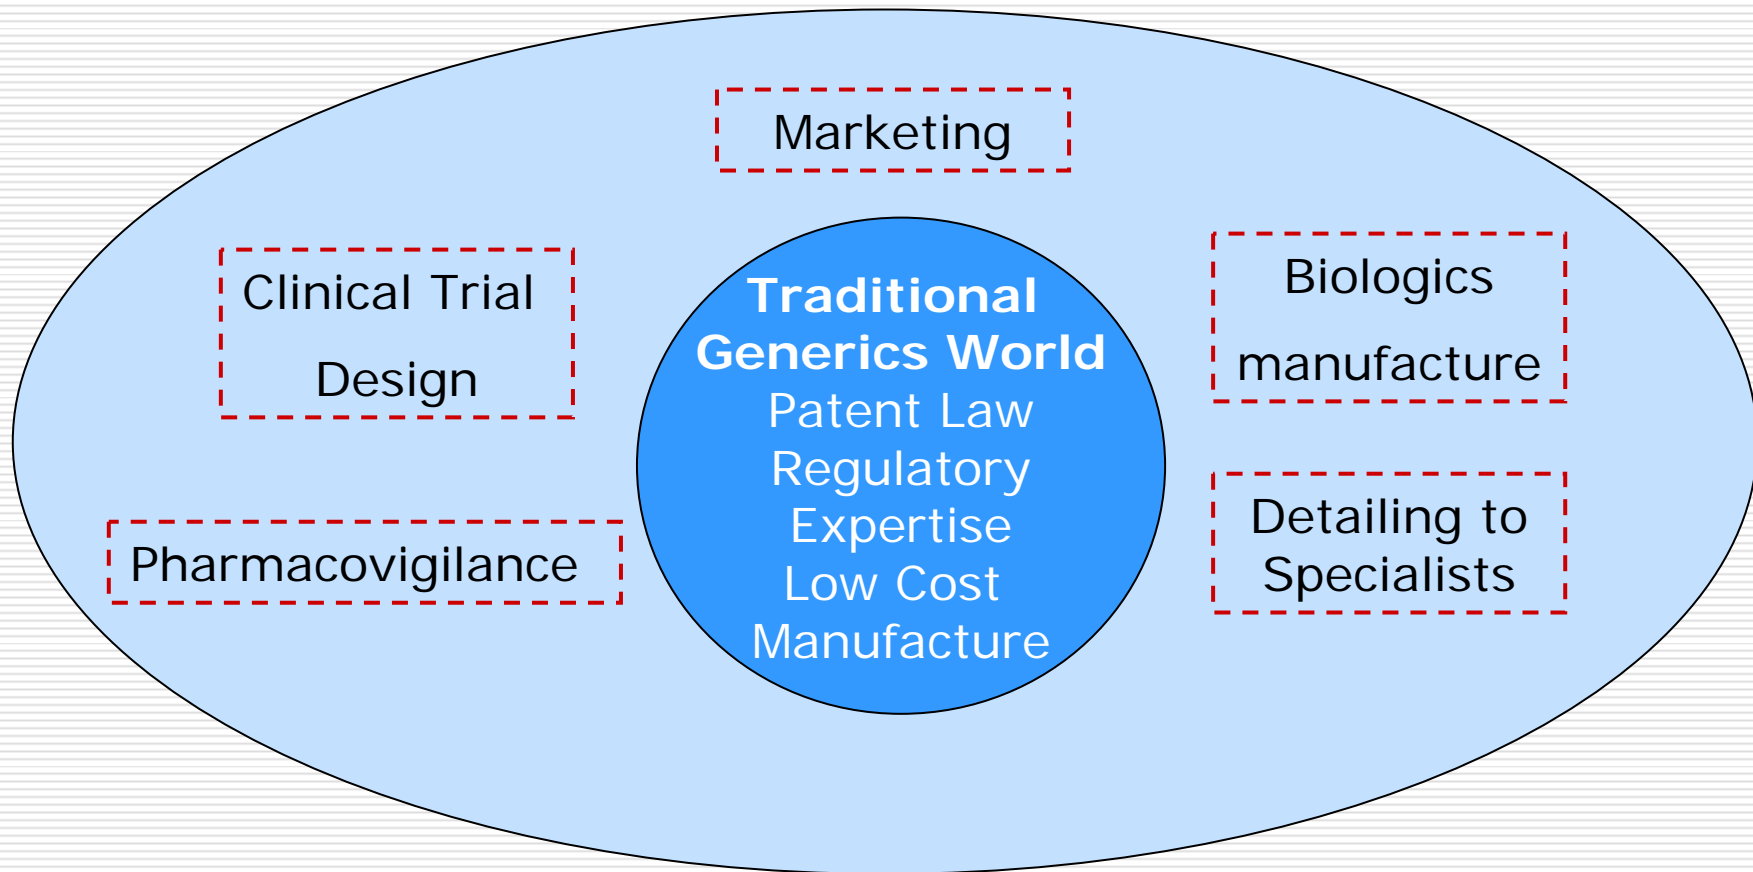 Marketing
Clinical Trial
Design
Pharmacovigilance
Traditional
Generics World
Patent Law
Regulatory
Expertise
Low Cost
Manufacture
Biologics
manufacture
Detailing to
Specialists